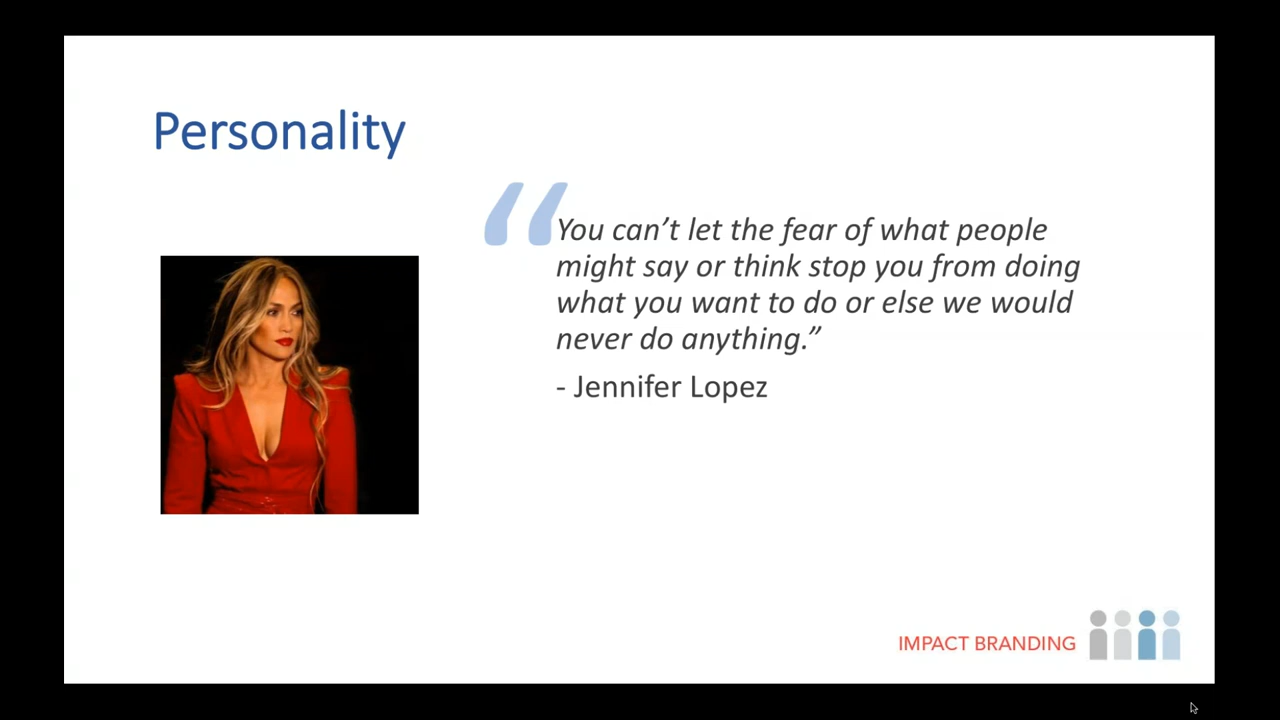 Personality
“You can’t let the fear of what people
might say or think stop you from doing
what you want to do or else we would
never do anything.”
- Jennifer Lopez
IMPACT BRANDING